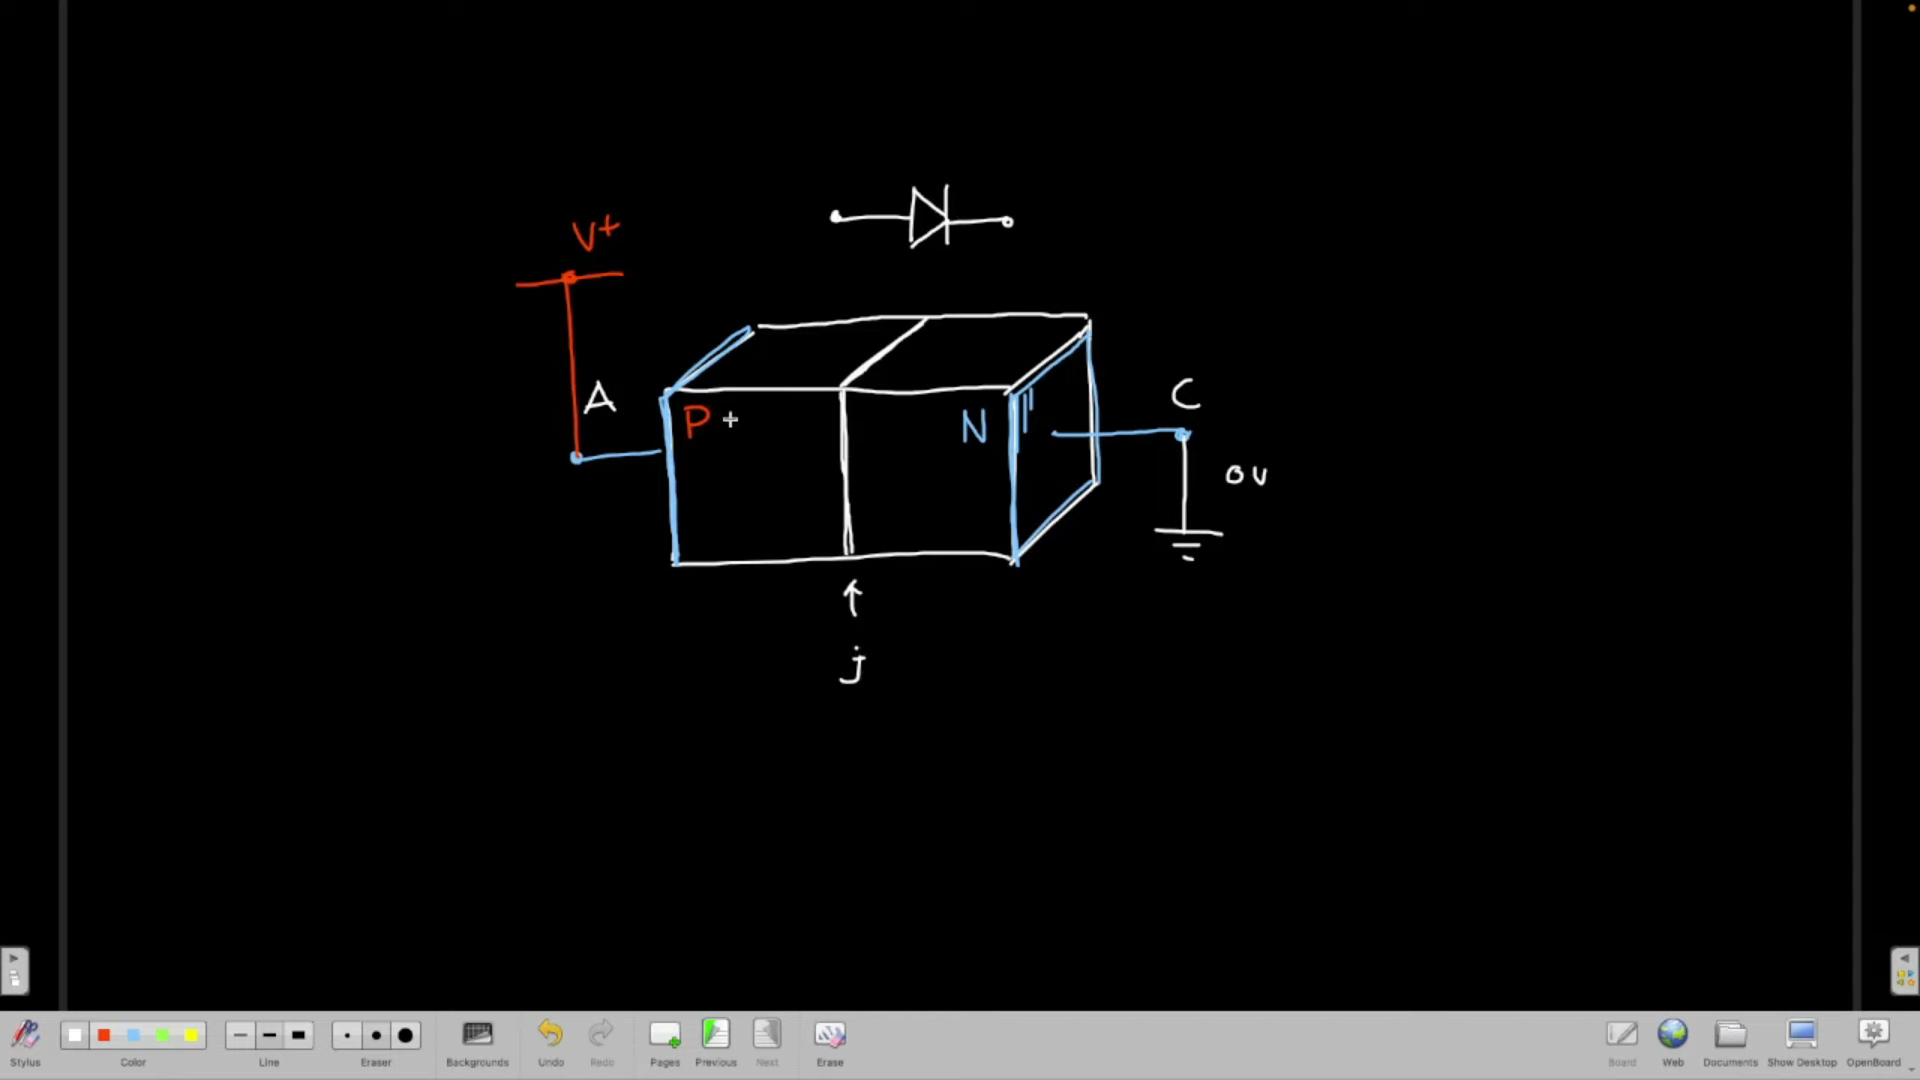 V+
A
P
N
C
0V
j
Stylus
Color
Line
Eraser
Backgrounds
Undo
Redo
Pages
Previous
Next
Erase
Board
Web
Documents
Show Desktop
OpenBoard